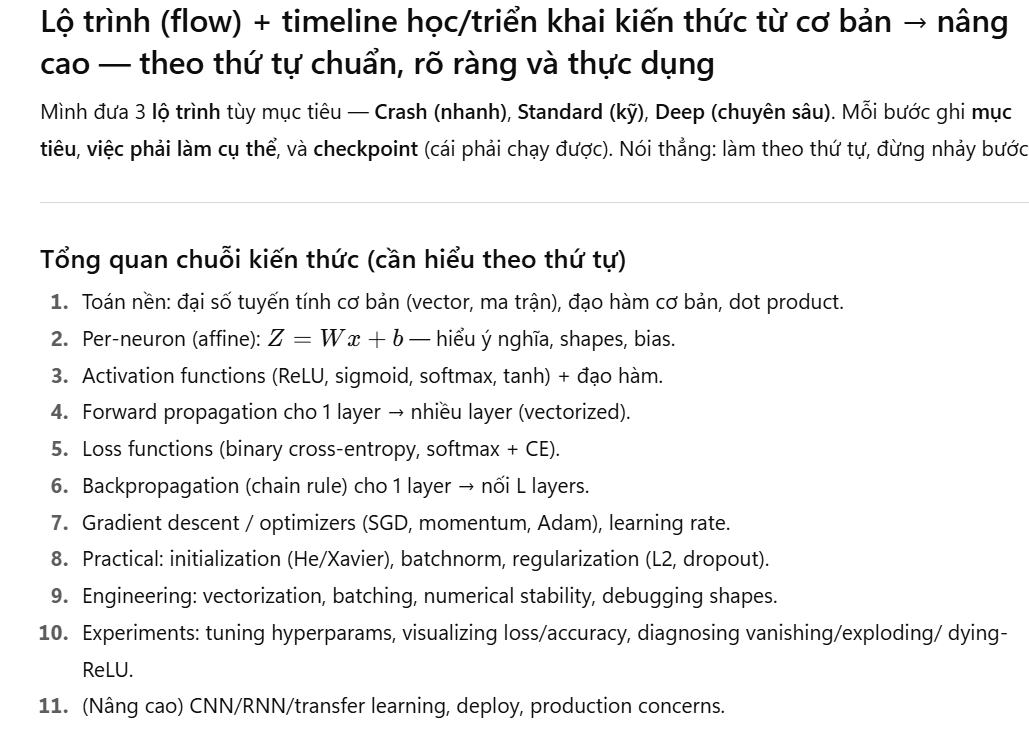 Lộ trình (flow) + timeline học/triển khai kiến thức từ cơ bản → nâng
cao — theo thứ tự chuẩn, rõ ràng và thực dụng
Mình đưa 3 lộ trình tùy mục tiêu — Crash (nhanh), Standard (kỹ), Deep (chuyên sâu). Mỗi bước ghi mục
tiêu, việc phải làm cụ thể, và checkpoint (cái phải chạy được). Nói thẳng: làm theo thứ tự, đừng nhảy bước
Tổng quan chuỗi kiến thức (cần hiểu theo thứ tự)
1. Toán nền: đại số tuyến tính cơ bản (vector, ma trận), đạo hàm cơ bản, dot product.
2. Per-neuron (affine): Z = Wx + b — hiểu ý nghĩa, shapes, bias.
3. Activation functions (ReLU, sigmoid, softmax, tanh) + đạo hàm.
4. Forward propagation cho 1 layer → nhiều layer (vectorized).
5. Loss functions (binary cross-entropy, softmax + CE).
6. Backpropagation (chain rule) cho 1 layer → nối L layers.
7. Gradient descent / optimizers (SGD, momentum, Adam), learning rate.
8. Practical: initialization (He/Xavier), batchnorm, regularization (L2, dropout).
9. Engineering: vectorization, batching, numerical stability, debugging shapes.
10. Experiments: tuning hyperparams, visualizing loss/accuracy, diagnosing vanishing/exploding/ dying-
ReLU.
11. (Nâng cao) CNN/RNN/transfer learning, deploy, production concerns.